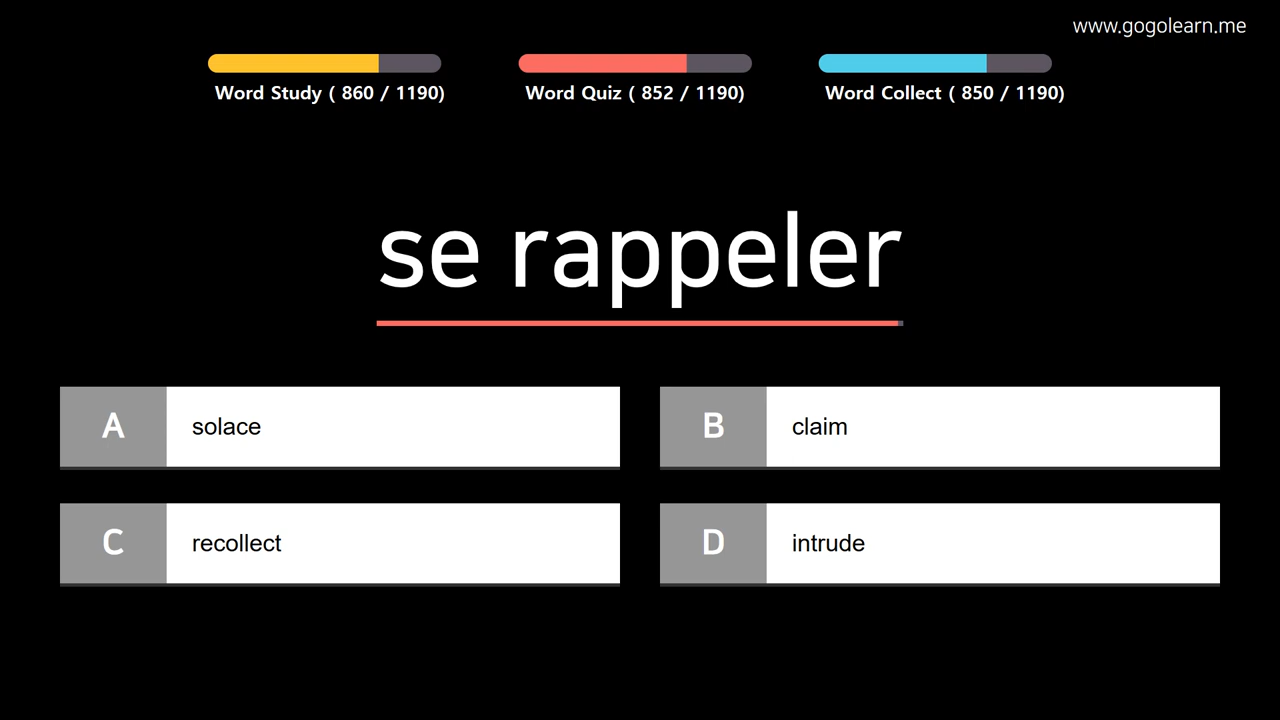 www.gogolearn.me
Word Study ( 860 / 1190)
Word Quiz ( 852 / 1190)
Word Collect ( 850 / 1190)
se rappeler
A solace
B claim
C recollect
D intrude